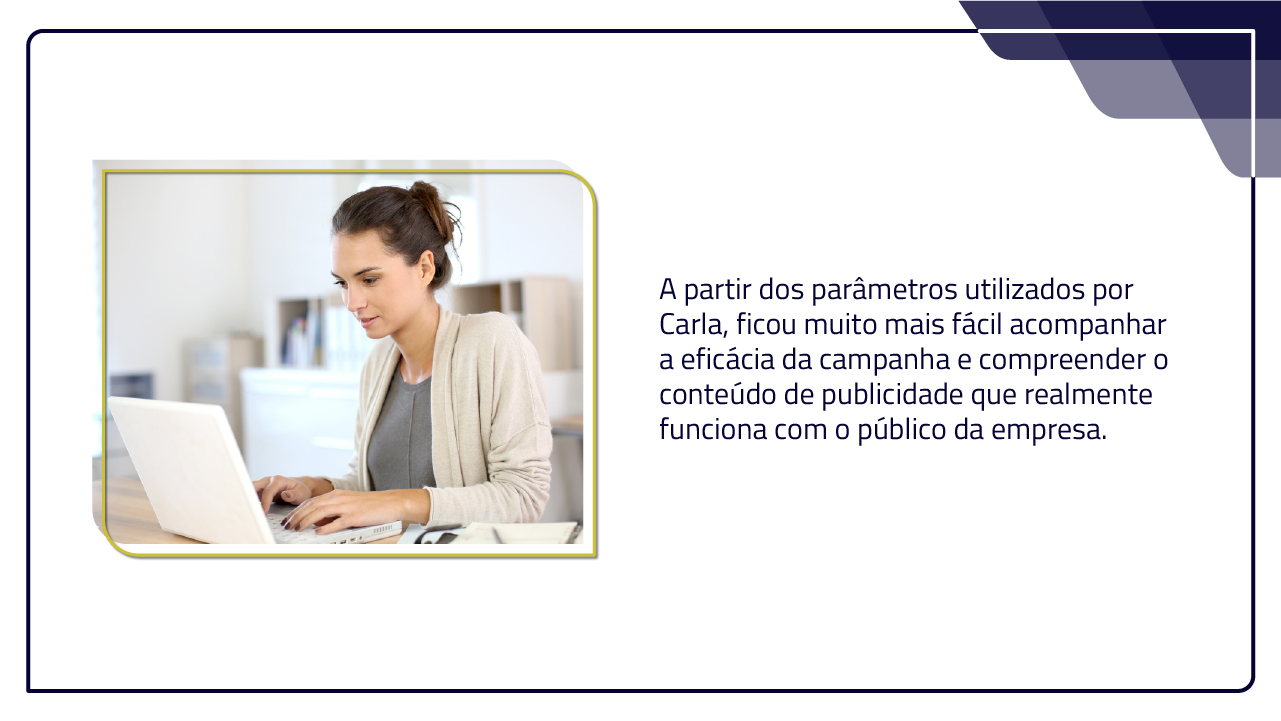 A partir dos parâmetros utilizados por
Carla, ficou muito mais fácil acompanhar
a eficácia da campanha e compreender o
conteúdo de publicidade que realmente
funciona com o público da empresa.